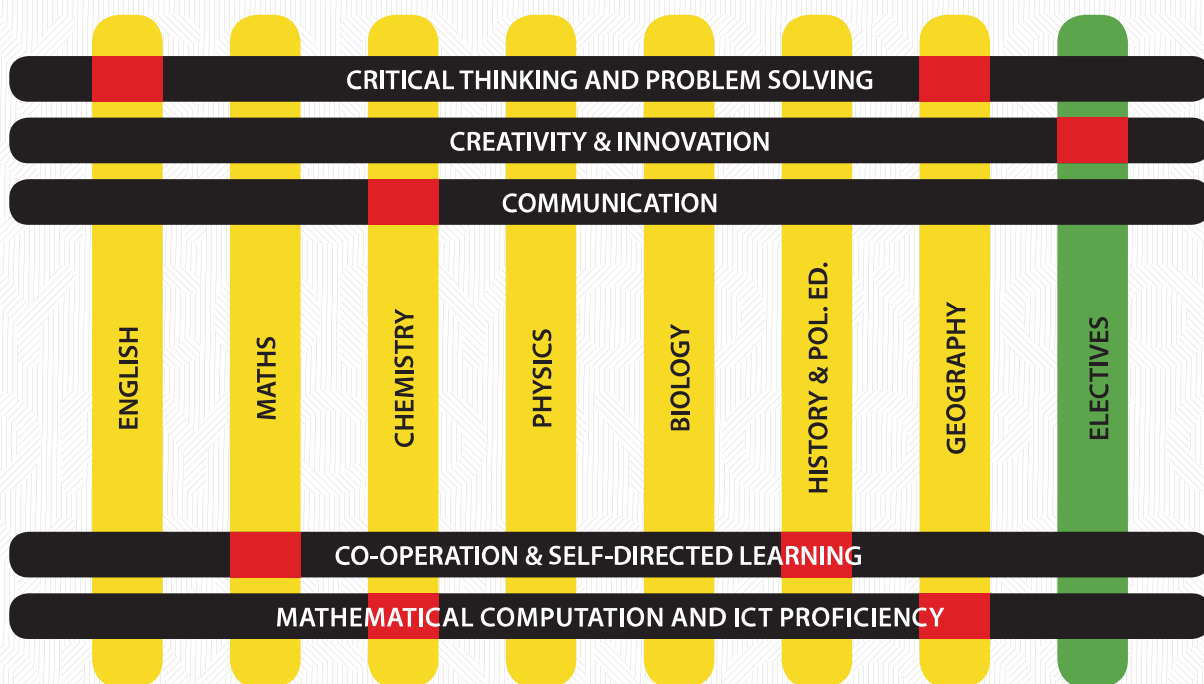 CRITICAL THINKING AND PROBLEM SOLVING
CREATIVITY & INNOVATION
COMMUNICATION
ENGLISH
MATHS
CHEMISTRY
PHYSICS
BIOLOGY
HISTORY & POL. ED.
GEOGRAPHY
ELECTIVES
CO-OPERATION & SELF-DIRECTED LEARNING
MATHEMATICAL COMPUTATION AND ICT PROFICIENCY